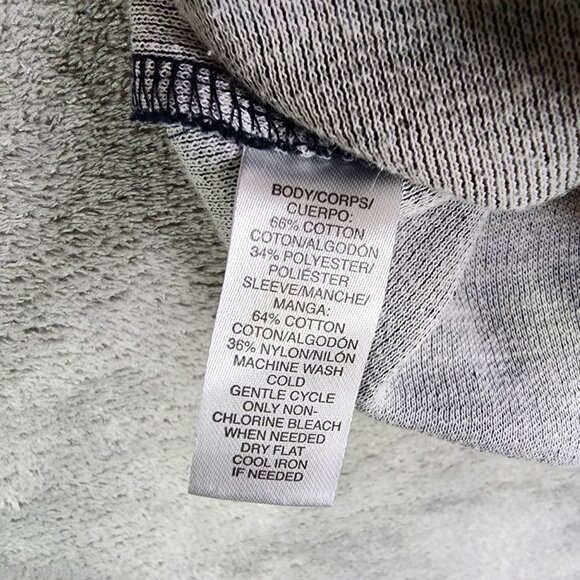 BODY/CORPS/
CUERPO:
66% COTTON
COTON/ALGODÓN
34% POLYESTER/
POLIÉSTER
SLEEVE/MANCHE/
MANGA:
64% COTTON
COTON/ALGODÓN
36% NYLON/NILÓN
MACHINE WASH
COLD
GENTLE CYCLE
ONLY NON-
CHLORINE BLEACH
WHEN NEEDED
DRY FLAT
COOL IRON
IF NEEDED